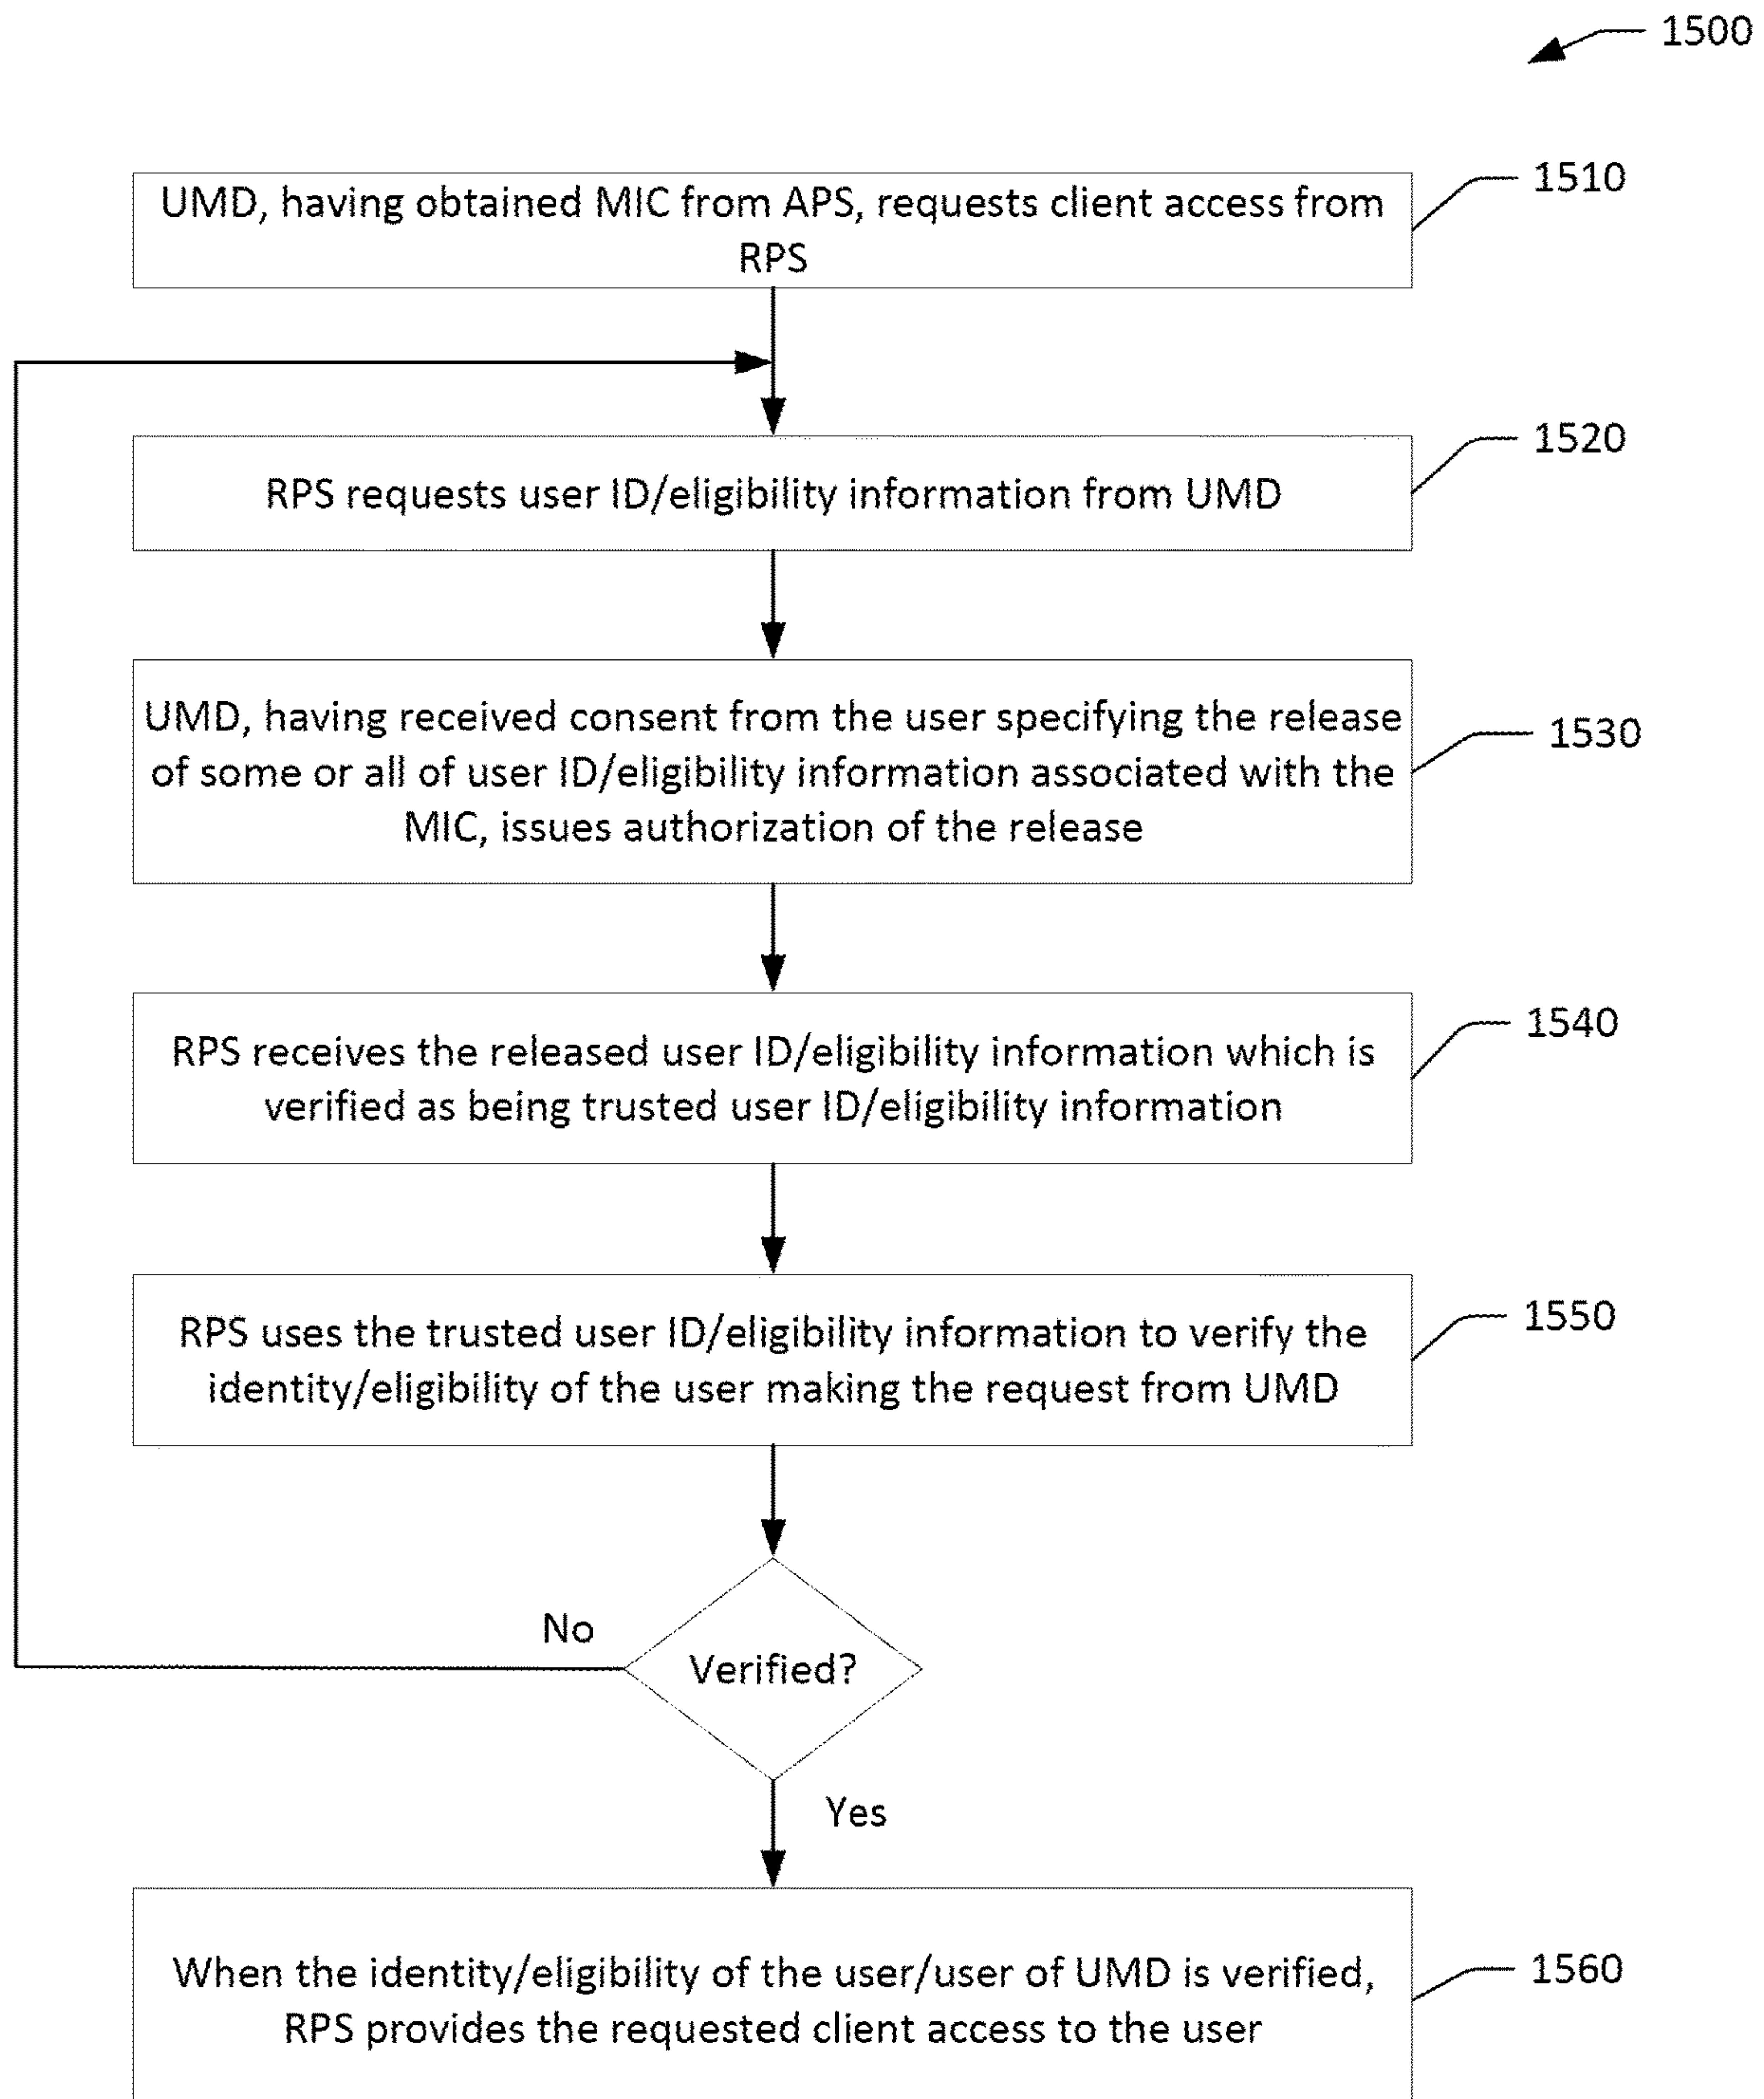 1500
UMD, having obtained MIC from APS, requests client access from
RPS
1510
RPS requests user ID/eligibility information from UMD
1520
UMD, having received consent from the user specifying the release
of some or all of user ID/eligibility information associated with the
MIC, issues authorization of the release
1530
RPS receives the released user ID/eligibility information which is
verified as being trusted user ID/eligibility information
1540
RPS uses the trusted user ID/eligibility information to verify the
identity/eligibility of the user making the request from UMD
1550
No
Verified?
Yes
When the identity/eligibility of the user/user of UMD is verified,
RPS provides the requested client access to the user
1560